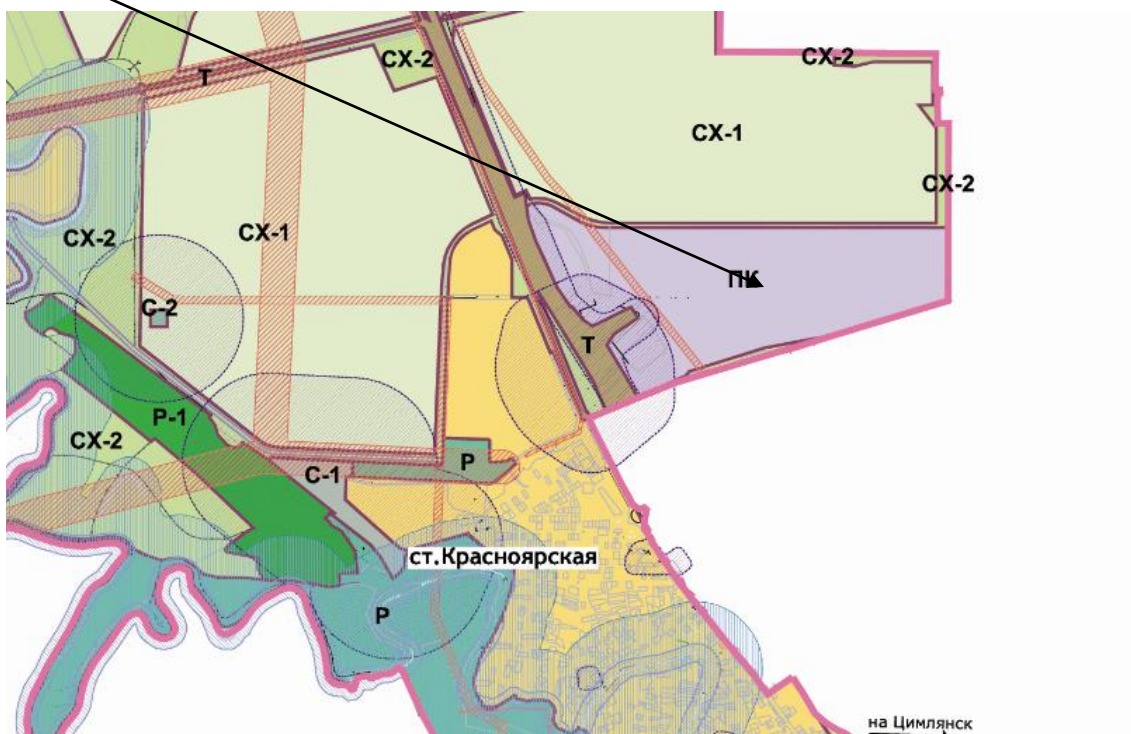 СХ-2
СХ-2
Т
СХ-1
СХ-2
СХ-2
СХ-1
ПК
С-2
Т
Р-1
СХ-2
С-1
Р
ст.Красноярская
Р
на Цимлянск